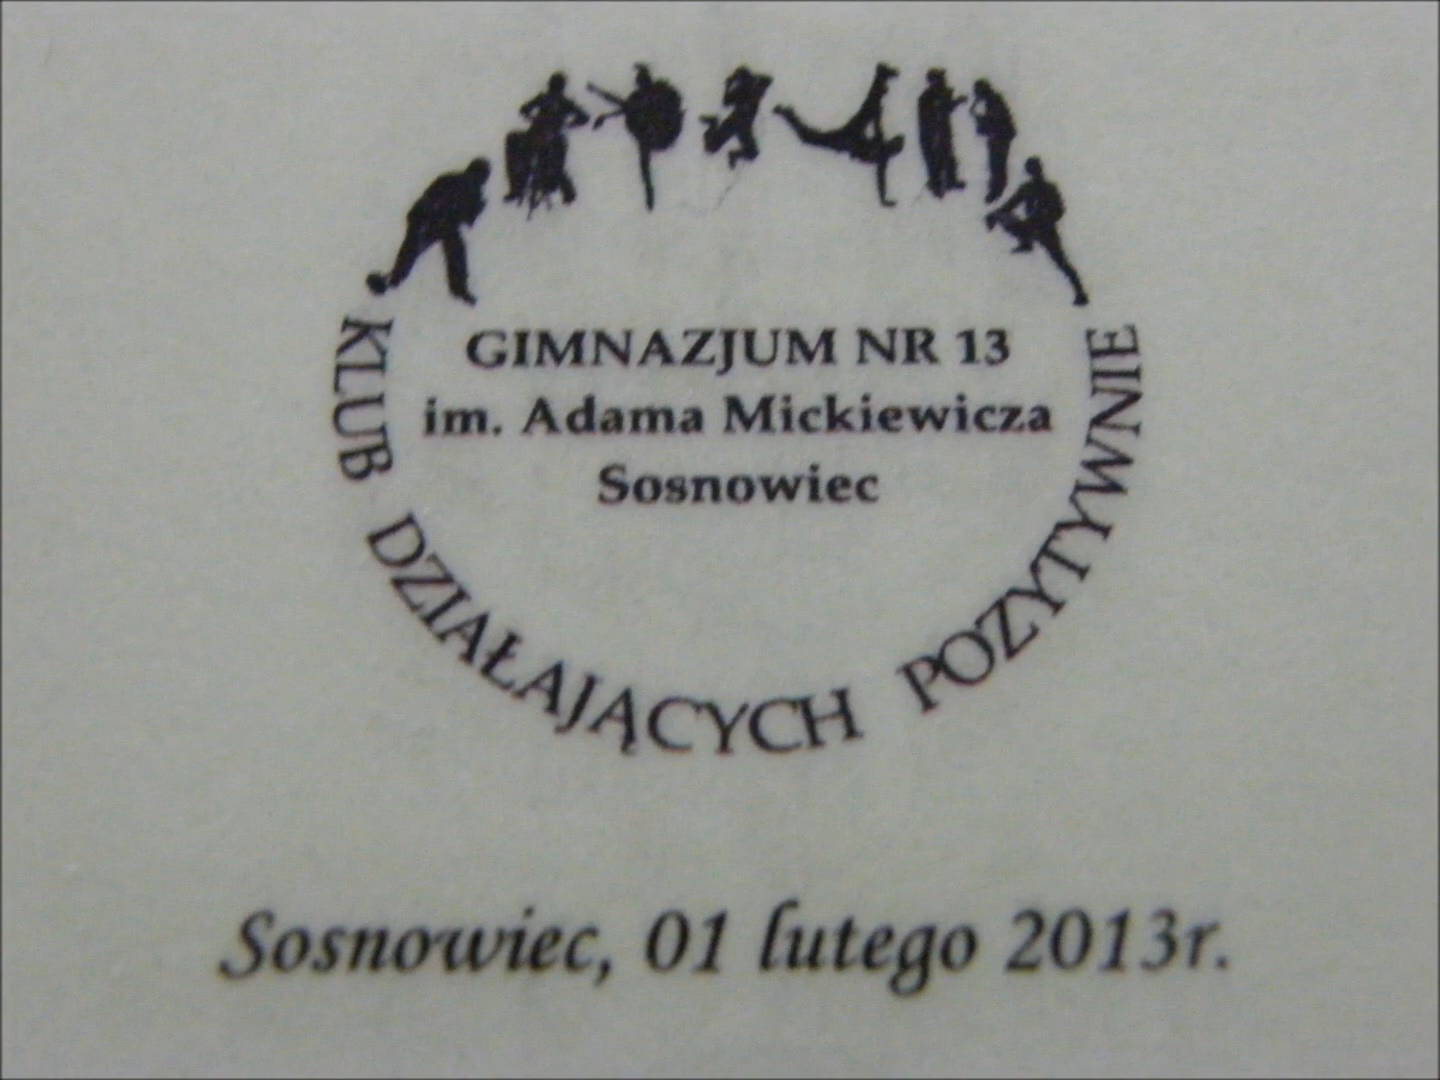 GIMNAZJUM NR 13
im. Adama Mickiewicza
Sosnowiec
KLUB DZIAŁAJĄCYCH POZYTYWNIE
Sosnowiec, 01 lutego 2013r.